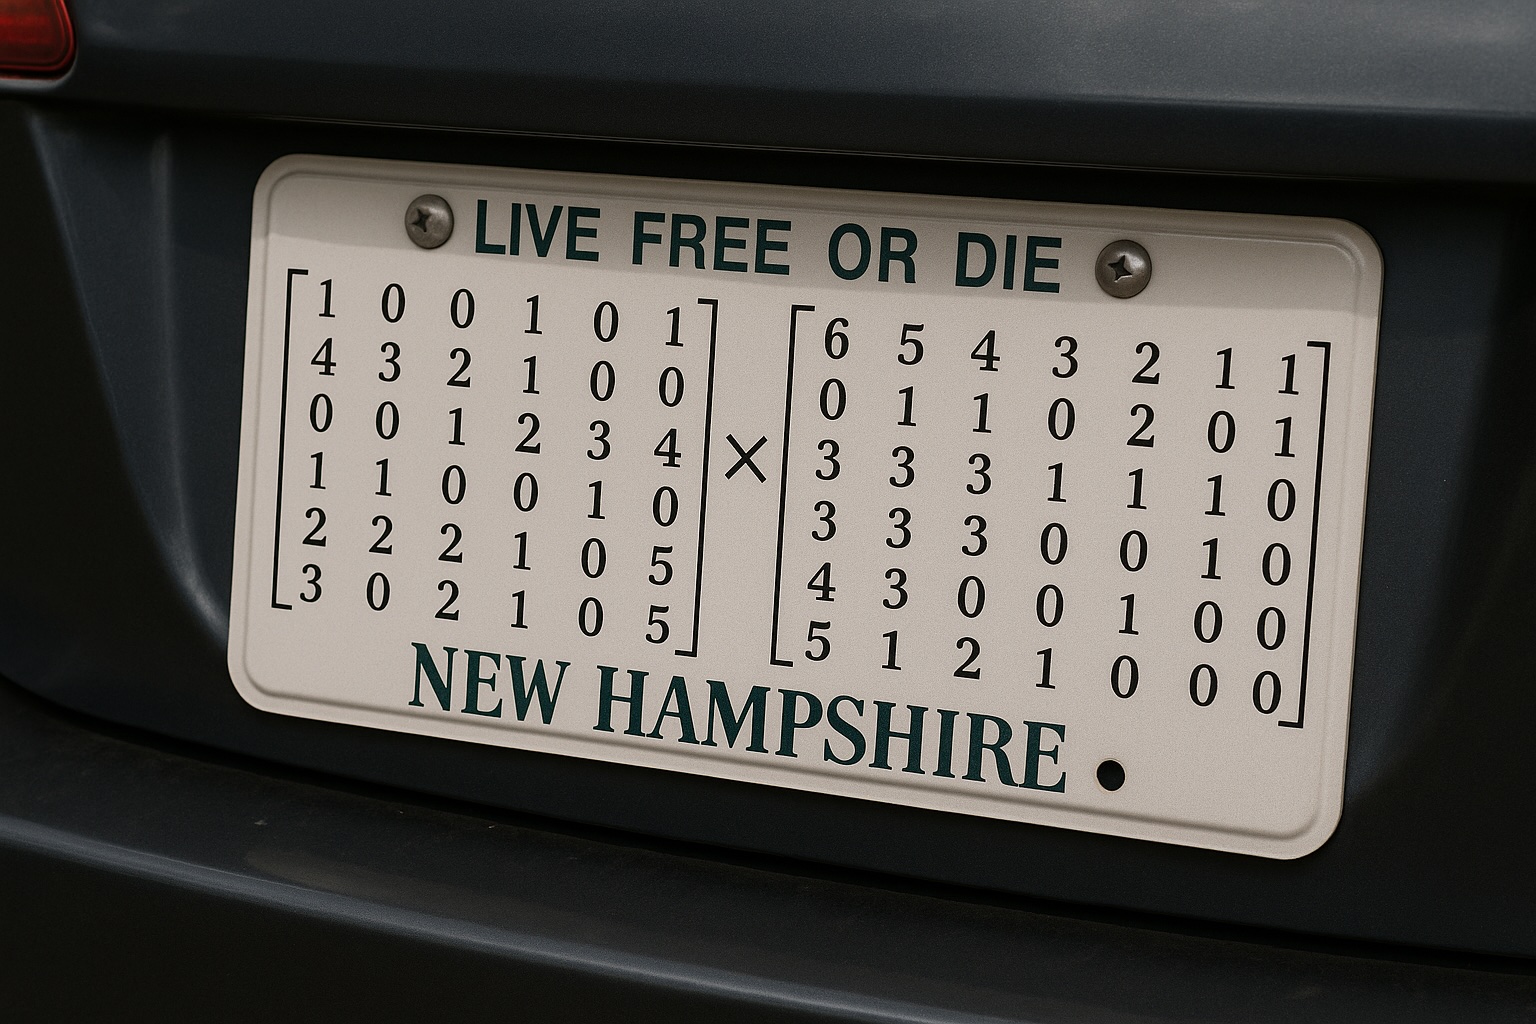 LIVE FREE OR DIE
1 0 0 1 0 1 6 5 4 3 2 1 1
4 3 2 1 0 0 0 1 1 0 2 0 1
0 0 1 2 3 4 × 3 3 3 1 1 1 0
1 1 0 0 1 0 3 3 3 0 0 1 0
2 2 2 1 0 5 4 3 0 0 1 0 0
3 0 2 1 0 5 5 1 2 1 0 0 0
NEW HAMPSHIRE